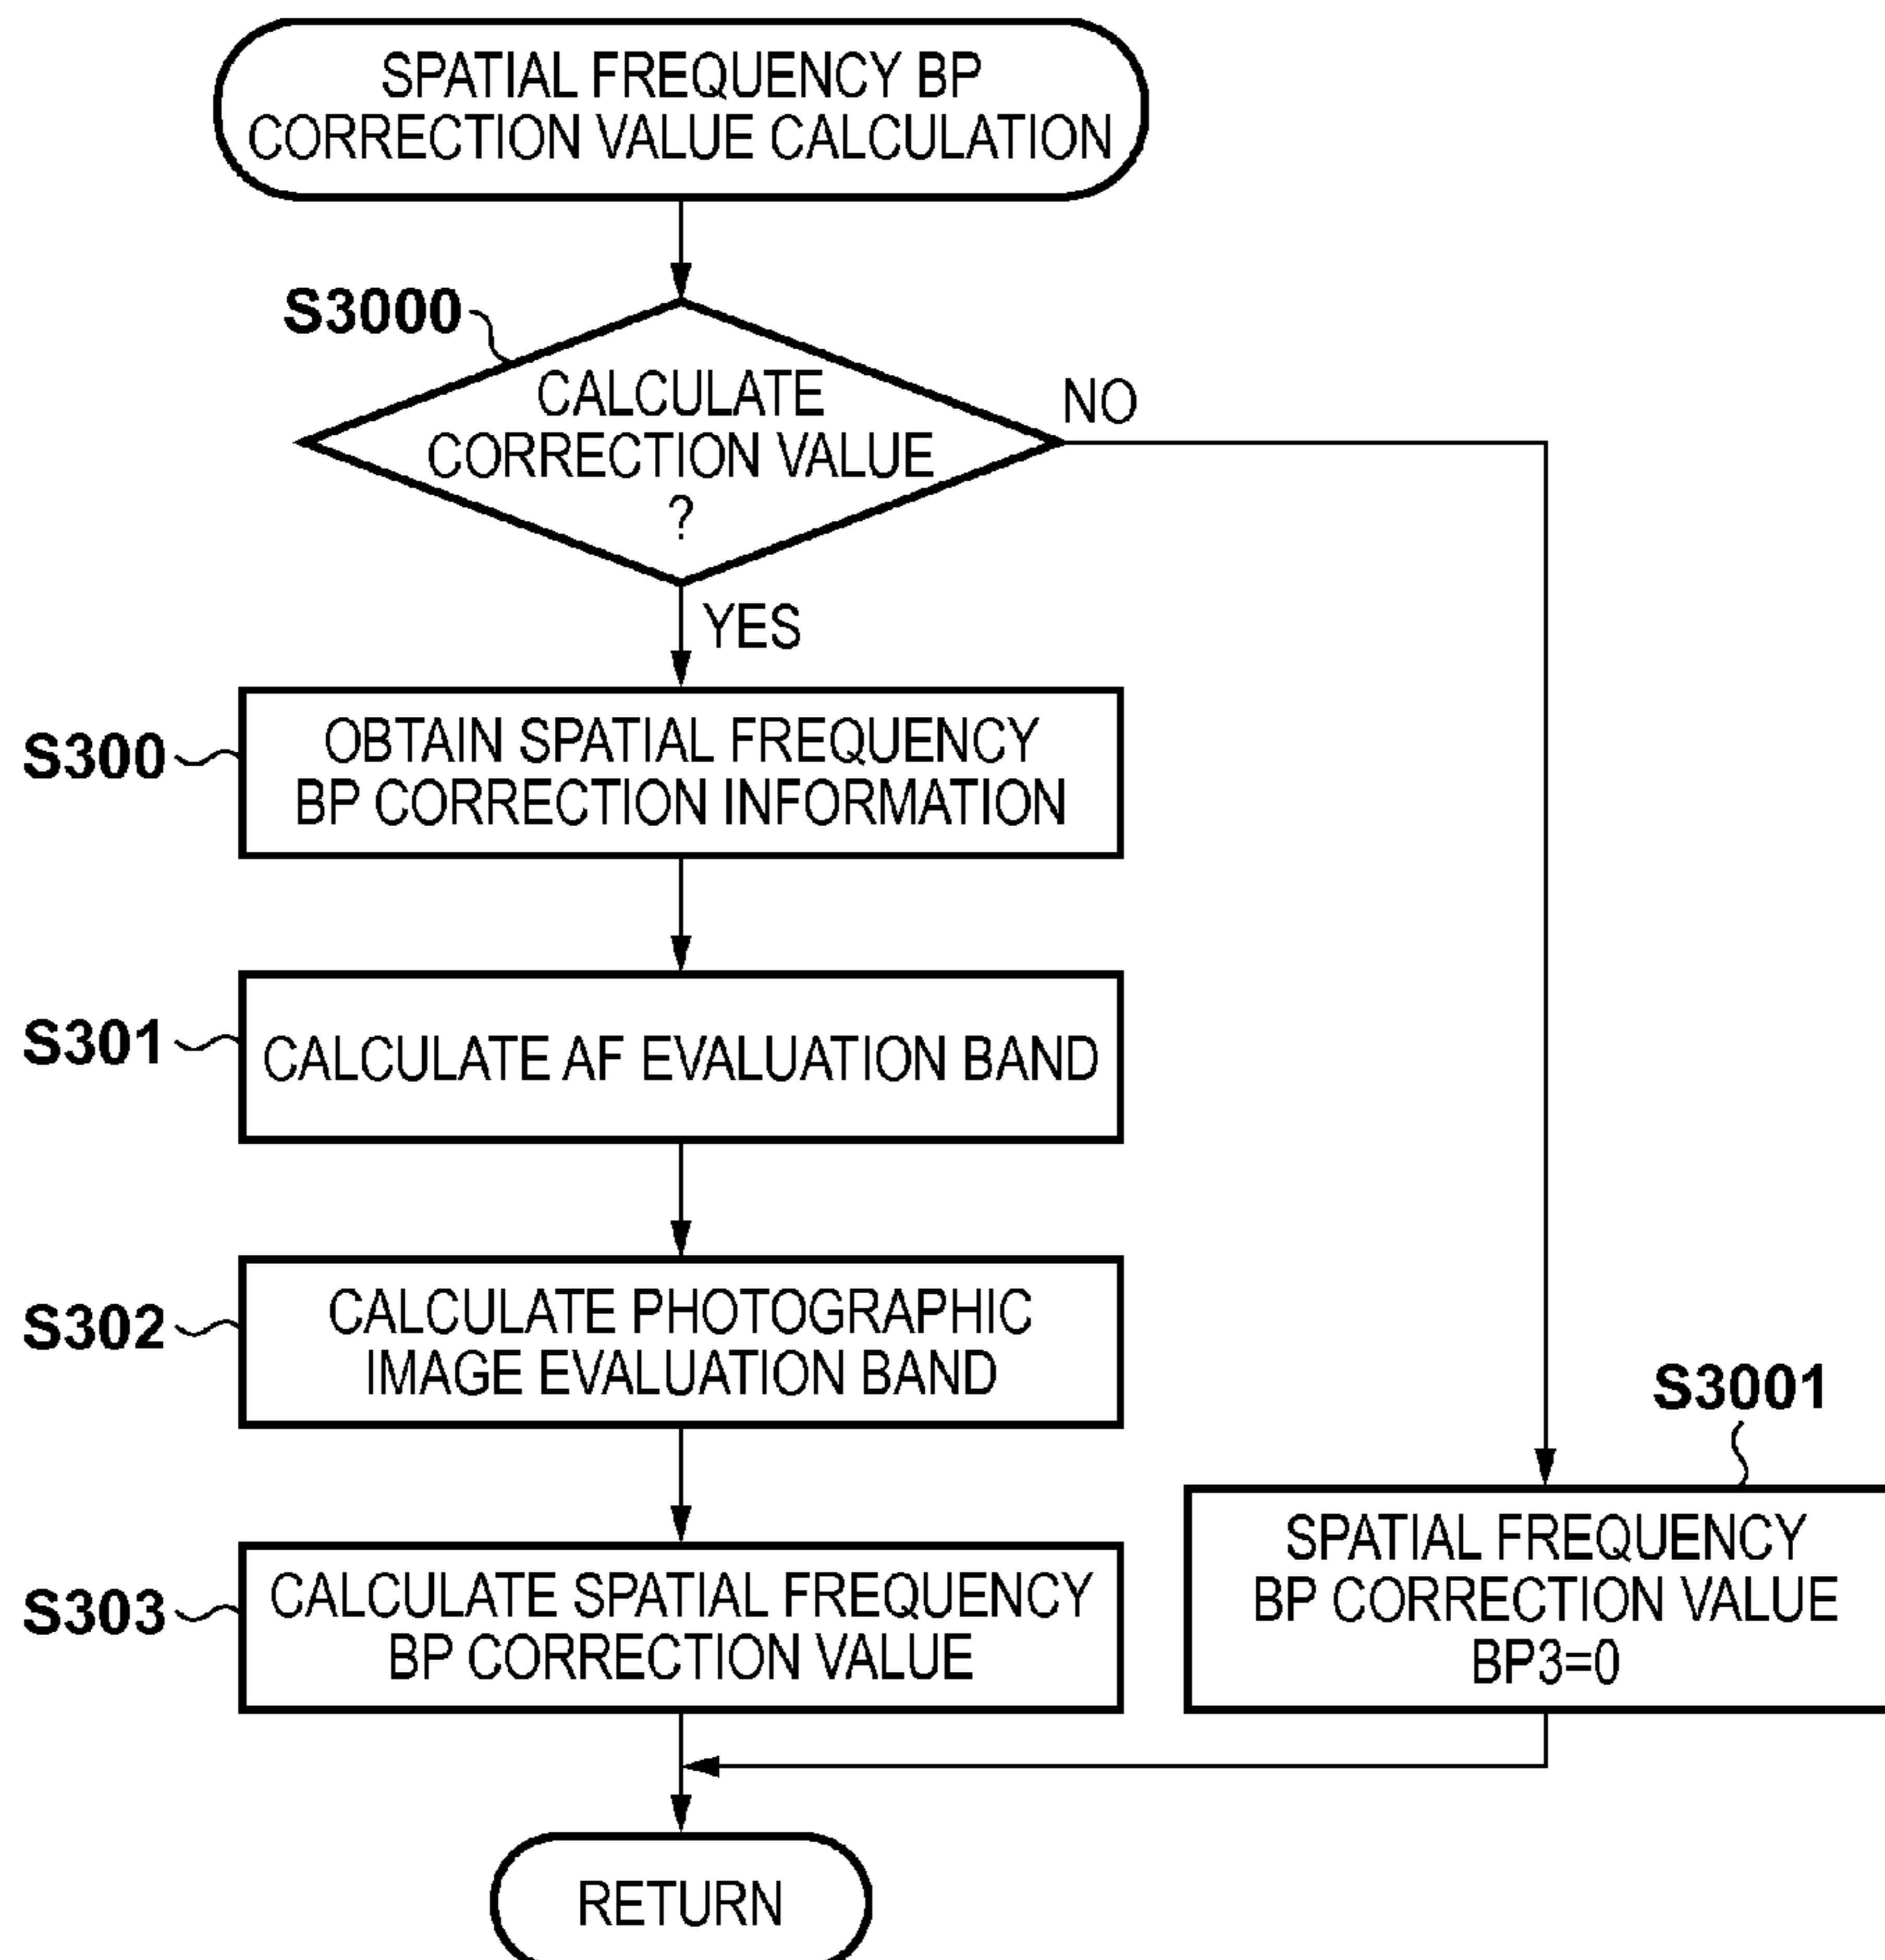 SPATIAL FREQUENCY BP
CORRECTION VALUE CALCULATION
S3000
CALCULATE
CORRECTION VALUE
?
NO
YES
S300
OBTAIN SPATIAL FREQUENCY
BP CORRECTION INFORMATION
S301
CALCULATE AF EVALUATION BAND
S302
CALCULATE PHOTOGRAPHIC
IMAGE EVALUATION BAND
S303
CALCULATE SPATIAL FREQUENCY
BP CORRECTION VALUE
S3001
SPATIAL FREQUENCY
BP CORRECTION VALUE
BP3=0
RETURN